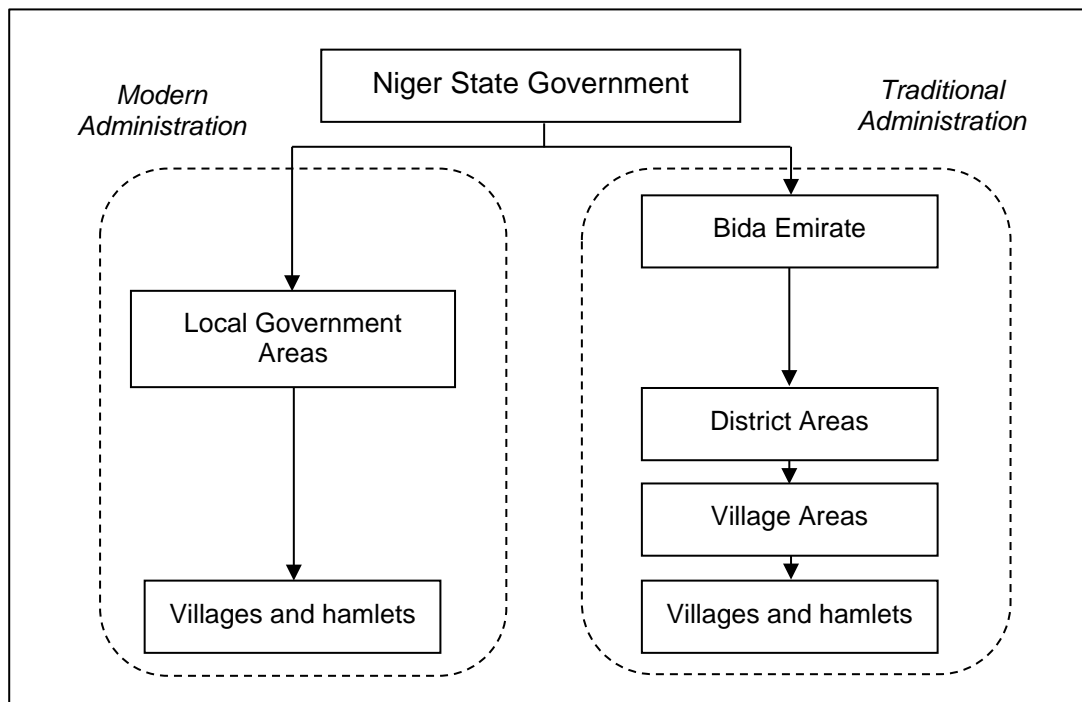 Niger State Government
Modern
Administration
Traditional
Administration
Bida Emirate
Local Government
Areas
District Areas
Village Areas
Villages and hamlets
Villages and hamlets